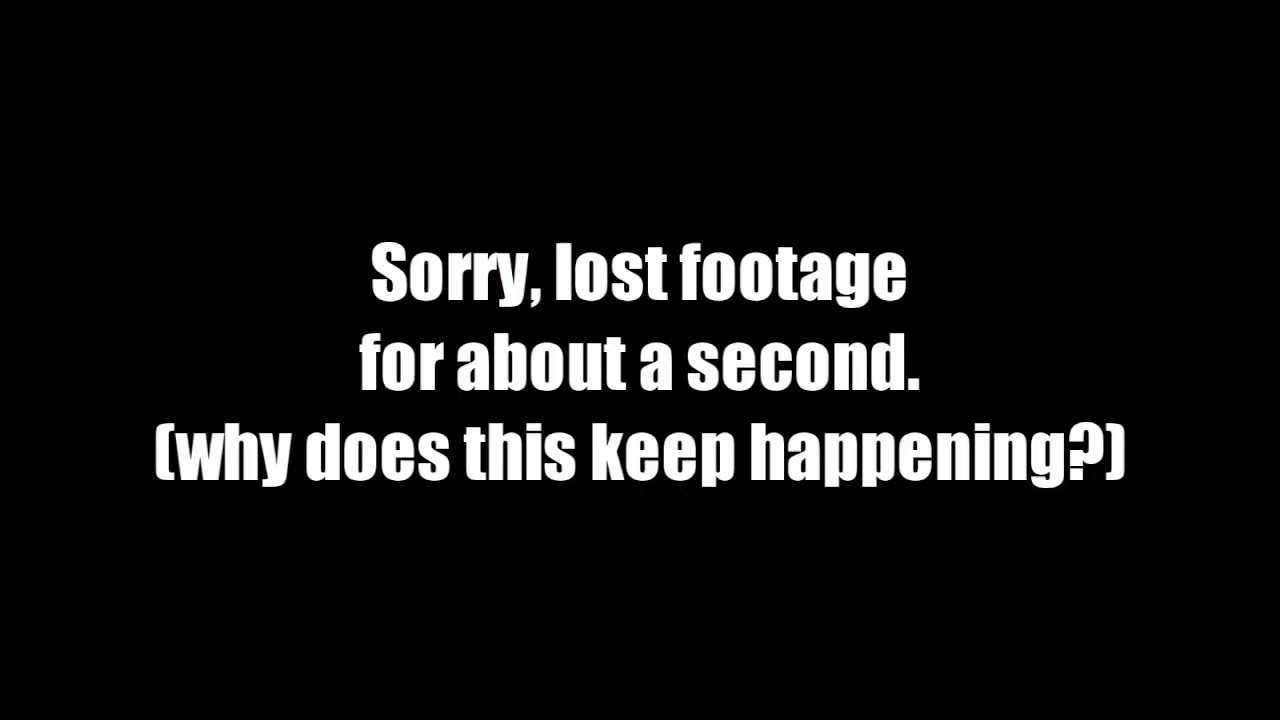 Sorry, lost footage
for about a second.
(why does this keep happening?)